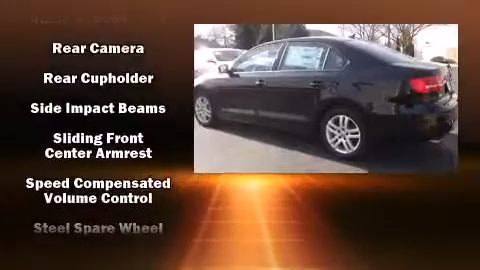 Rear Camera
Rear Cupholder
Side Impact Beams
Sliding Front
Center Armrest
Speed Compensated
Volume Control
Steel Spare Wheel